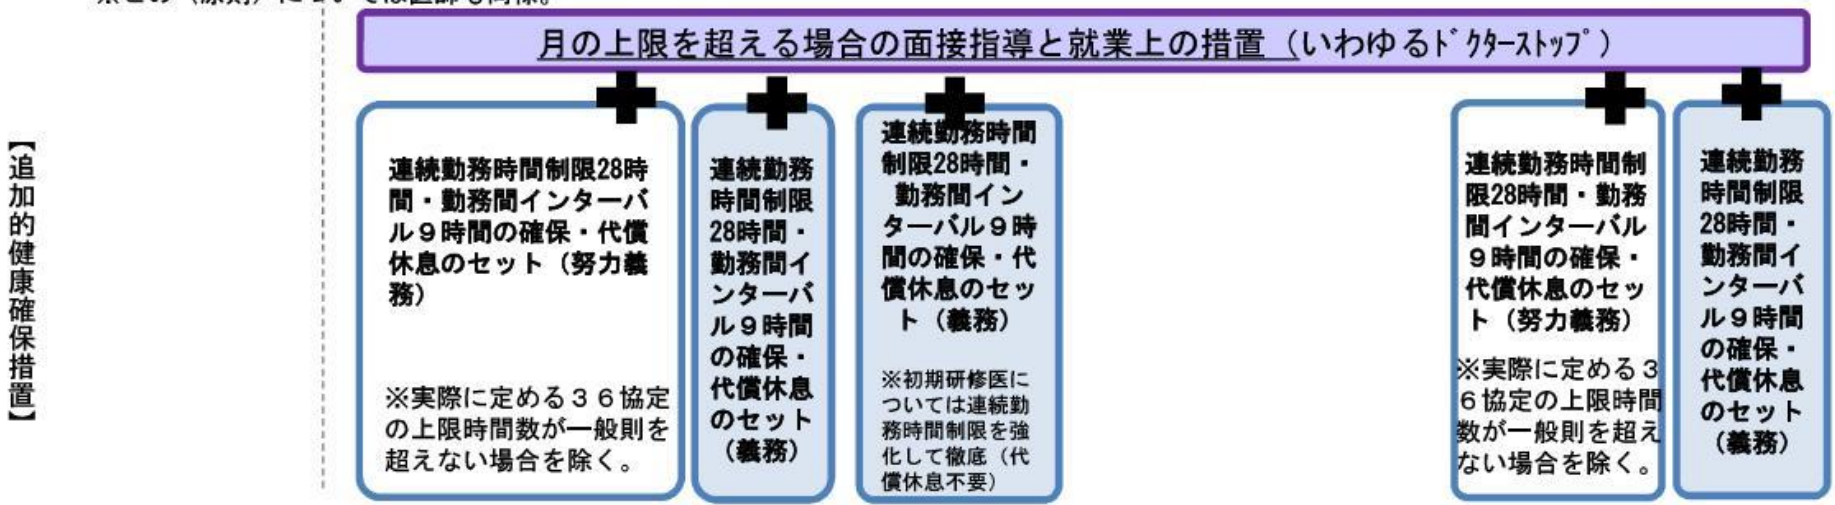 ※この（原則）については医師も同様。
月の上限を超える場合の面接指導と就業上の措置（いわゆるﾄﾞｸﾀｰｽﾄｯﾌﾟ）
【追加的健康確保措置】
連続勤務時間制限28時
間・勤務間インターバ
ル９時間の確保・代償
休息のセット（努力義
務）
※実際に定める３６協定
の上限時間数が一般則を
超えない場合を除く。
連続勤務
時間制限
28時間・
勤務間イ
ンターバ
ル９時間
の確保・
代償休息
のセット
（義務）
連続勤務時間
制限28時間・
勤務間イン
ターバル９時
間の確保・代
償休息のセッ
ト（義務）
※初期研修医に
ついては連続勤
務時間制限を強
化して徹底（代
償休息不要）
連続勤務時間制
限28時間・勤務
間インターバル
９時間の確保・
代償休息のセッ
ト（努力義務）
※実際に定める３
６協定の上限時間
数が一般則を超え
ない場合を除く。
連続勤務
時間制限
28時間・
勤務間イ
ンターバ
ル９時間
の確保・
代償休息
のセット
（義務）